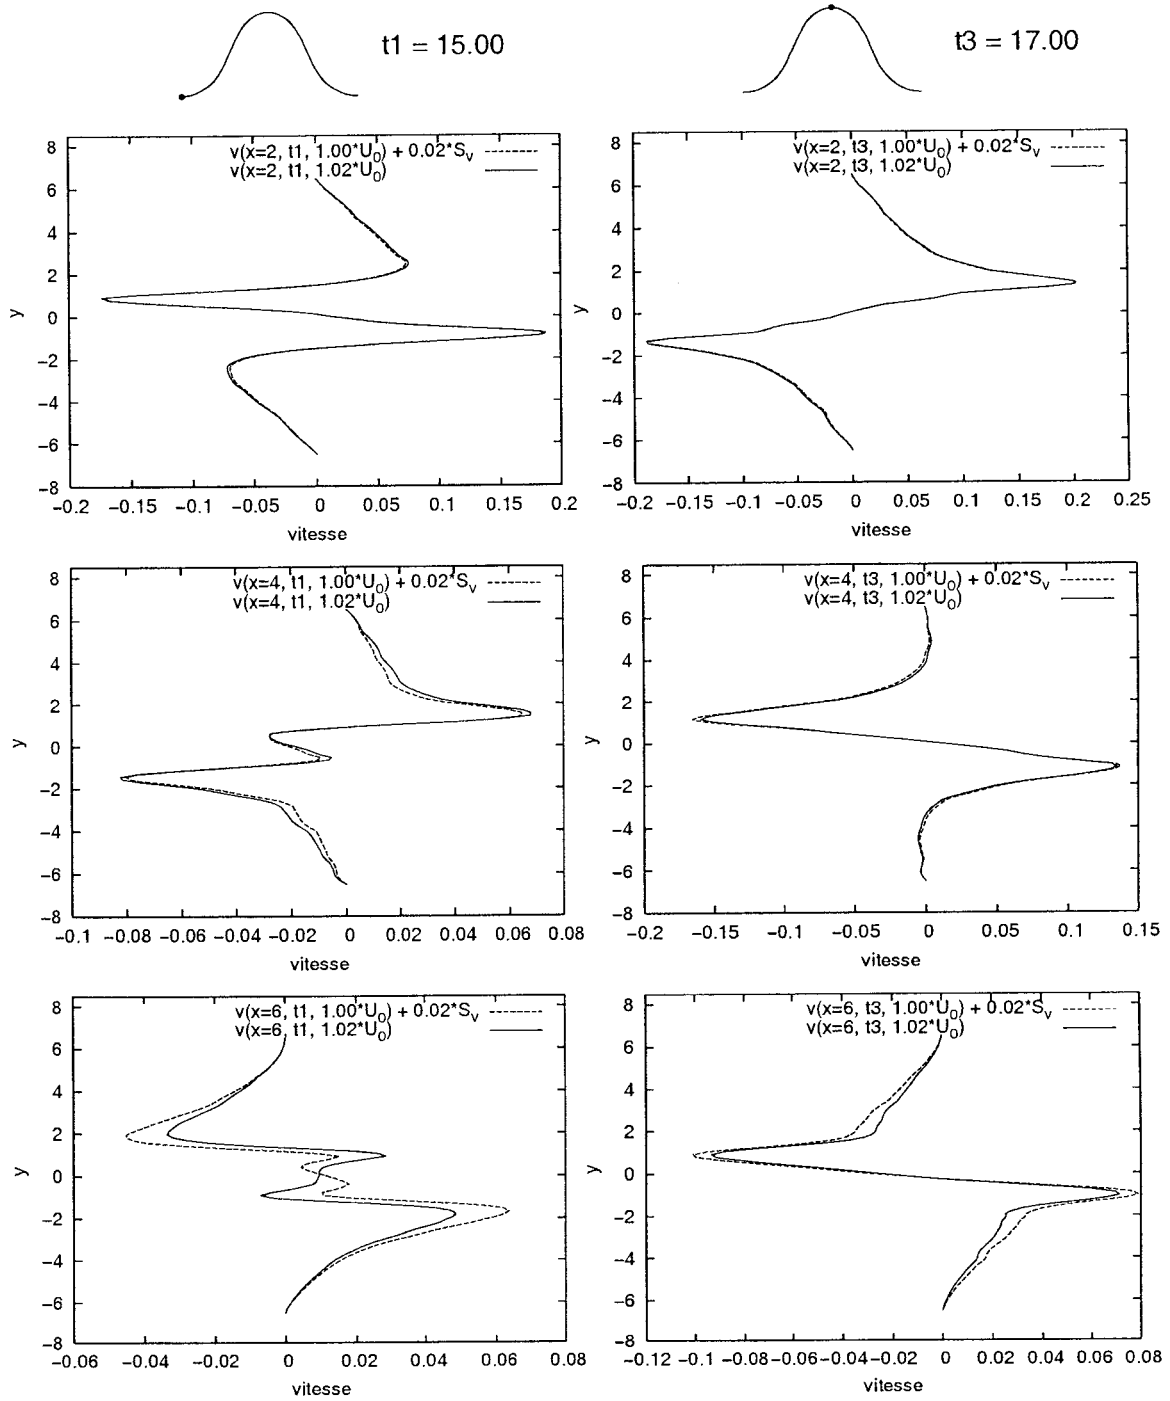 t1 = 15.00
t3 = 17.00
v(x=2, t1, 1.00*U0) + 0.02*Sv
v(x=2, t1, 1.02*U0)
8
6
4
2
0
-2
-4
-6
-8
y
-0.2 -0.15 -0.1 -0.05 0 0.05 0.1 0.15 0.2
vitesse
v(x=2, t3, 1.00*U0) + 0.02*Sv
v(x=2, t3, 1.02*U0)
8
6
4
2
0
-2
-4
-6
-8
y
-0.2 -0.15 -0.1 -0.05 0 0.05 0.1 0.15 0.2 0.25
vitesse
v(x=4, t1, 1.00*U0) + 0.02*Sv
v(x=4, t1, 1.02*U0)
8
6
4
2
0
-2
-4
-6
-8
y
-0.1 -0.08 -0.06 -0.04 -0.02 0 0.02 0.04 0.06 0.08
vitesse
v(x=4, t3, 1.00*U0) + 0.02*Sv
v(x=4, t3, 1.02*U0)
8
6
4
2
0
-2
-4
-6
-8
y
-0.2 -0.15 -0.1 -0.05 0 0.05 0.1 0.15
vitesse
v(x=6, t1, 1.00*U0) + 0.02*Sv
v(x=6, t1, 1.02*U0)
8
6
4
2
0
-2
-4
-6
-8
y
-0.06 -0.04 -0.02 0 0.02 0.04 0.06 0.08
vitesse
v(x=6, t3, 1.00*U0) + 0.02*Sv
v(x=6, t3, 1.02*U0)
8
6
4
2
0
-2
-4
-6
-8
y
-0.12 -0.1 -0.08 -0.06 -0.04 -0.02 0 0.02 0.04 0.06 0.08
vitesse